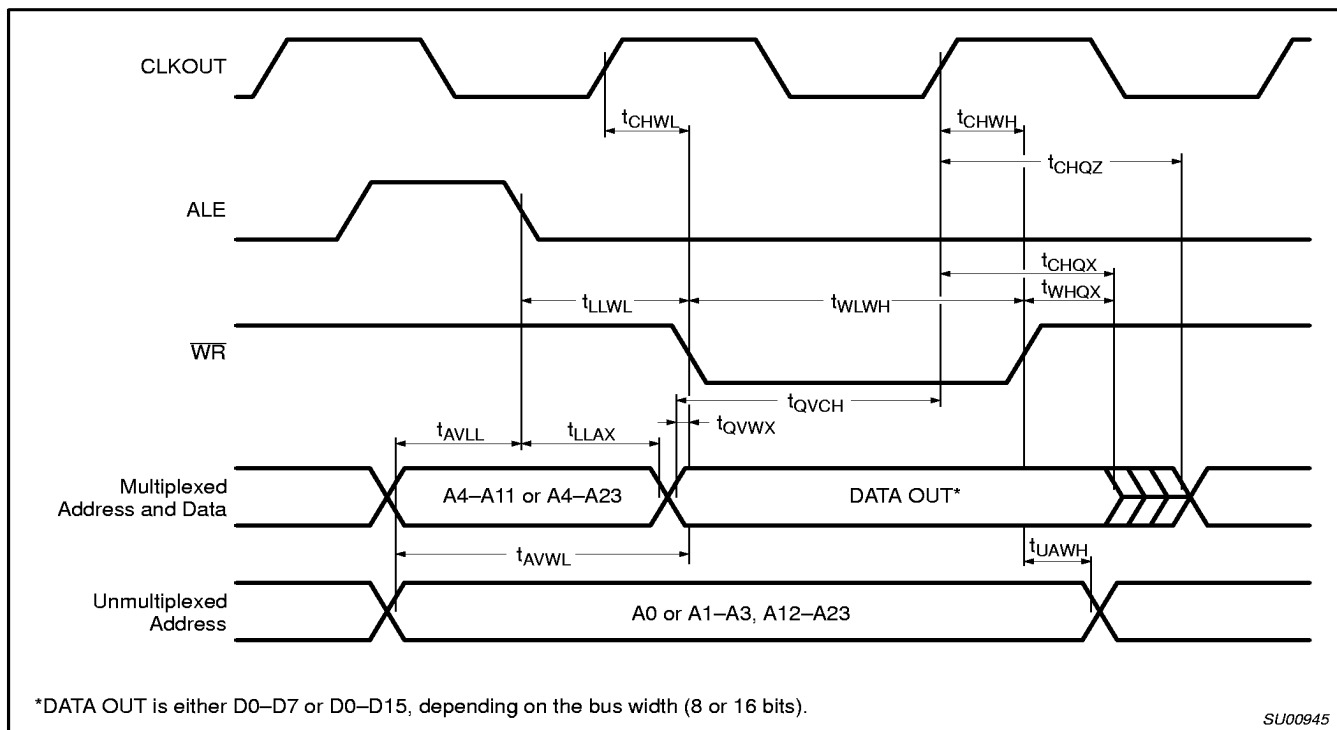 CLKOUT
tCHWL
tCHWH
tCHQZ
ALE
tCHQX
tLLWL
tWLWH
tWHQX
WR
tQVCH
tQVWX
tAVLL
tLLAX
Multiplexed
Address and Data
A4–A11 or A4–A23
DATA OUT*
tAVWL
tUAWH
Unmultiplexed
Address
A0 or A1–A3, A12–A23
*DATA OUT is either D0–D7 or D0–D15, depending on the bus width (8 or 16 bits).
SU00945